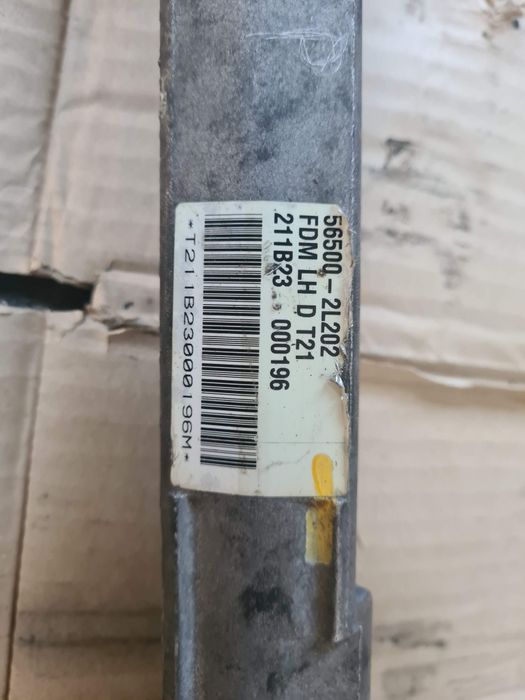 56500-2L202
FDM LH D T21
211B23 000196
*T211B23000196M*